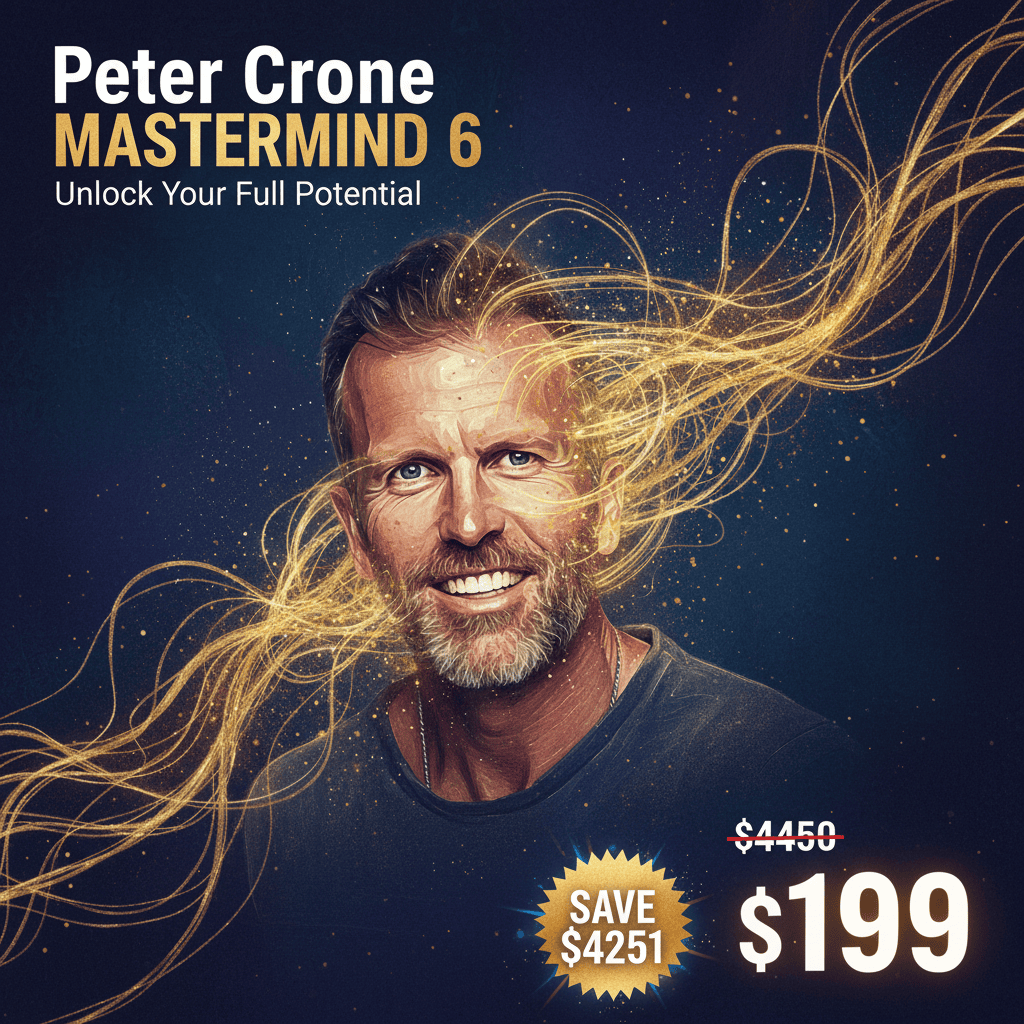 Peter Crone
MASTERMIND 6
Unlock Your Full Potential
$4450
SAVE
$4251
$199